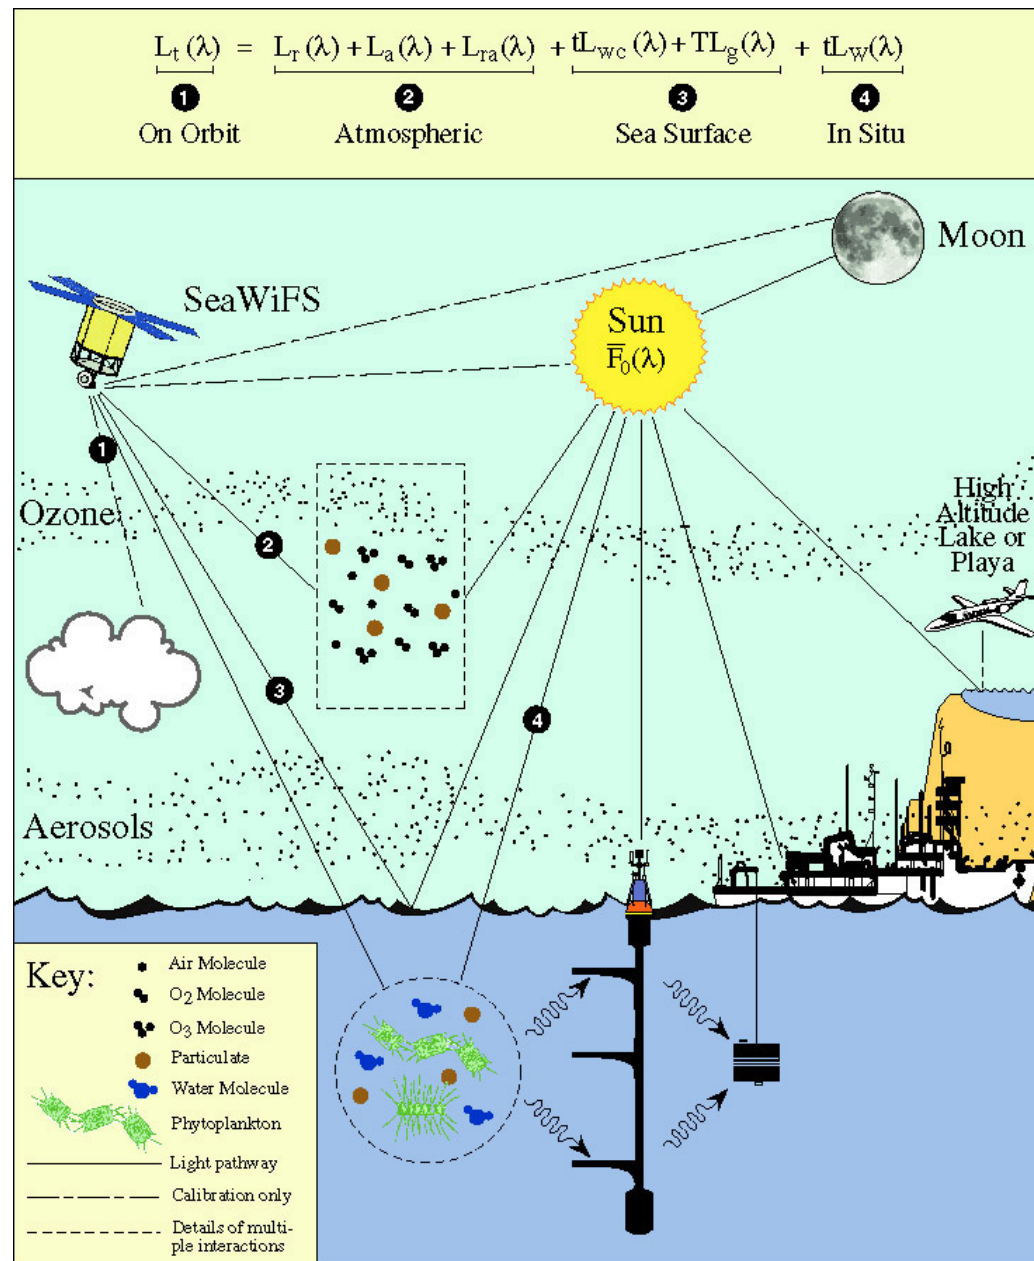 Lt(λ) = Lr(λ) + La(λ) + Lra(λ) + tLwc(λ) + TLg(λ) + tLw(λ)
1 2 3 4
On Orbit Atmospheric Sea Surface In Situ
Moon
SeaWiFS
Sun
F̅0(λ)
1
High
Altitude
Lake or
Playa
Ozone
2
3
4
Aerosols
Key:
Air Molecule
O2 Molecule
O3 Molecule
Particulate
Water Molecule
Phytoplankton
Light pathway
Calibration only
Details of multi-
ple interactions